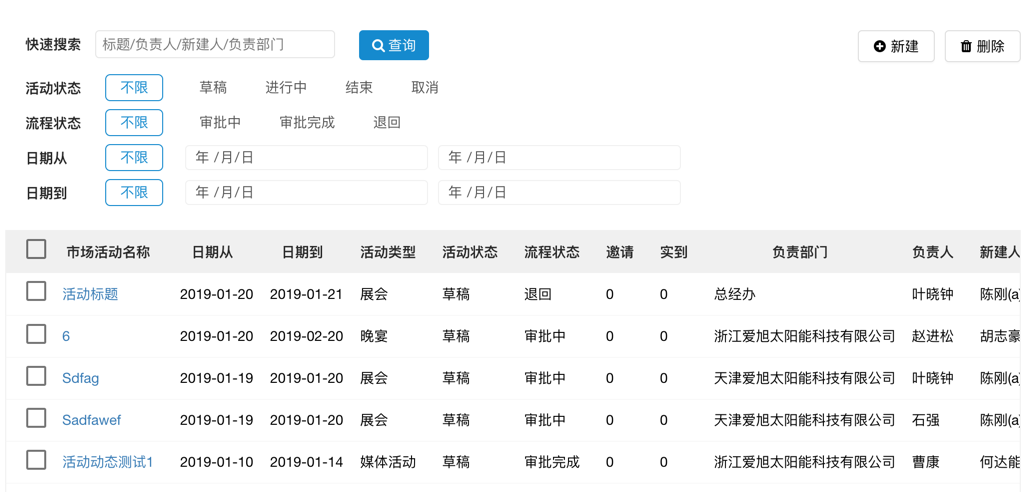 快速搜索 标题/负责人/新建人/负责部门 查询 新建 删除
活动状态 不限 草稿 进行中 结束 取消
流程状态 不限 审批中 审批完成 退回
日期从 不限 年 /月/日 年 /月/日
日期到 不限 年 /月/日 年 /月/日
市场活动名称 日期从 日期到 活动类型 活动状态 流程状态 邀请 实到 负责部门 负责人 新建人
活动标题 2019-01-20 2019-01-21 展会 草稿 退回 0 0 总经办 叶晓钟 陈刚(a
6 2019-01-20 2019-02-20 晚宴 草稿 审批中 0 0 浙江爱旭太阳能科技有限公司 赵进松 胡志豪
Sdfag 2019-01-19 2019-01-20 展会 草稿 审批中 0 0 天津爱旭太阳能科技有限公司 叶晓钟 陈刚(a
Sadfawef 2019-01-19 2019-01-20 展会 草稿 审批中 0 0 天津爱旭太阳能科技有限公司 石强 陈刚(a
活动动态测试1 2019-01-10 2019-01-14 媒体活动 草稿 审批完成 0 0 浙江爱旭太阳能科技有限公司 曹康 何达能